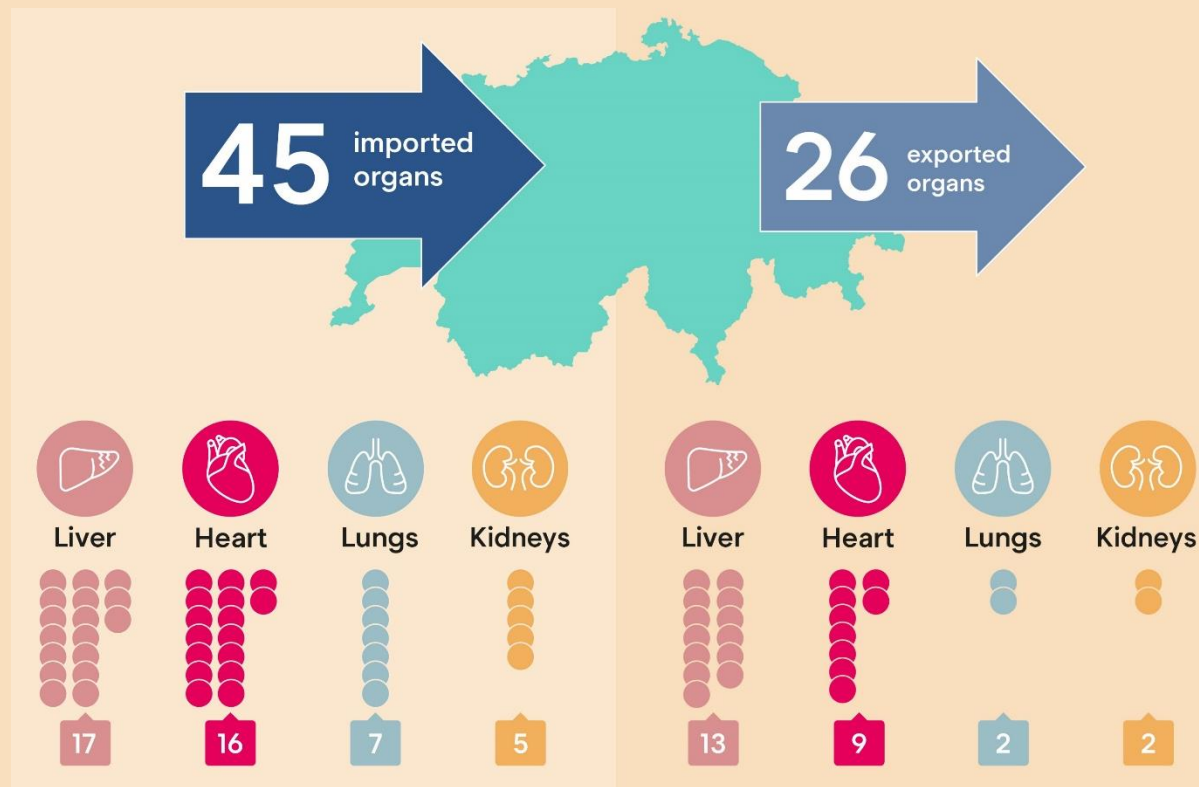 45 imported
organs
26 exported
organs
Liver Heart Lungs Kidneys
17 16 7 5
Liver Heart Lungs Kidneys
13 9 2 2